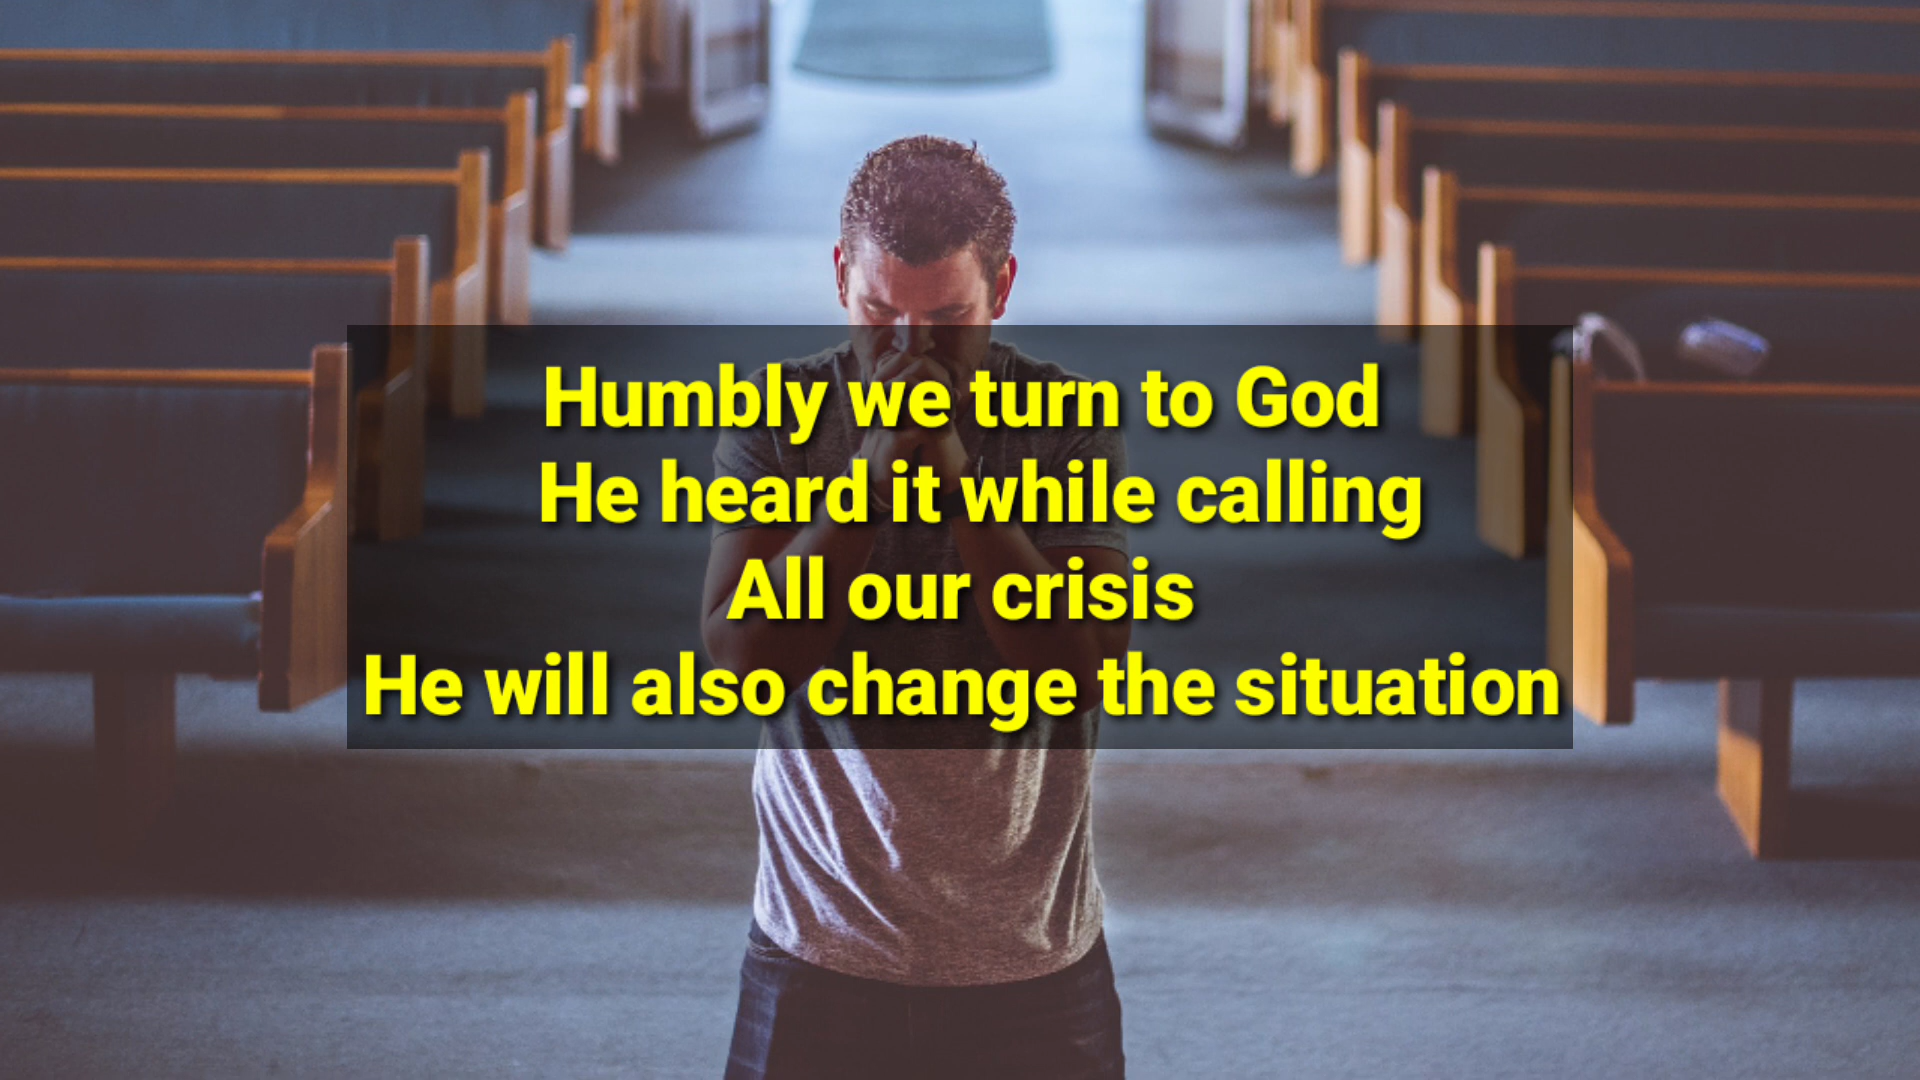 Humbly we turn to God
He heard it while calling
All our crisis
He will also change the situation